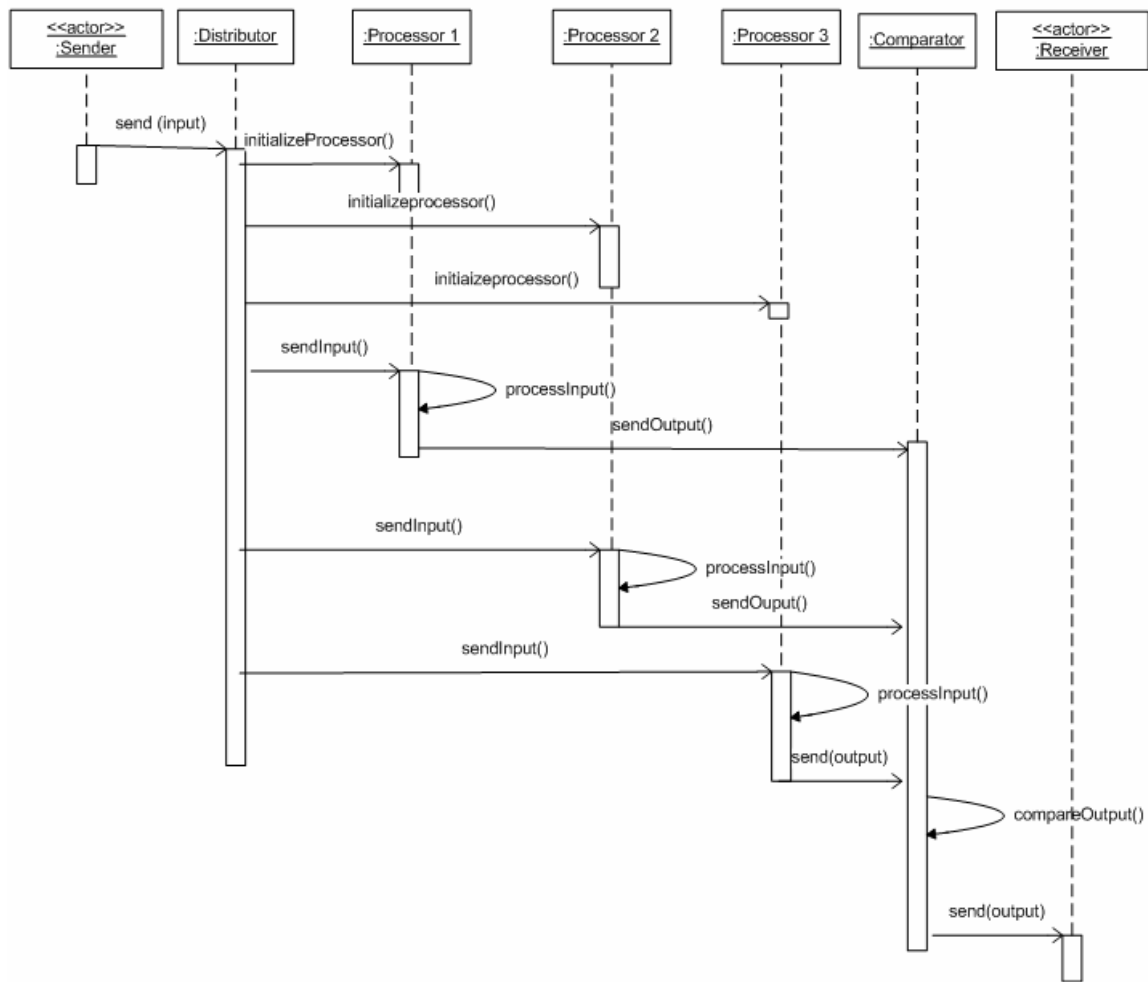 <<actor>>
:Sender
:Distributor
:Processor 1
:Processor 2
:Processor 3
:Comparator
<<actor>>
:Receiver
send (input)
initializeProcessor()
initializeprocessor()
initiaizeprocessor()
sendInput()
processInput()
sendOutput()
sendInput()
processInput()
sendOuput()
sendInput()
processInput()
send(output)
compareOutput()
send(output)